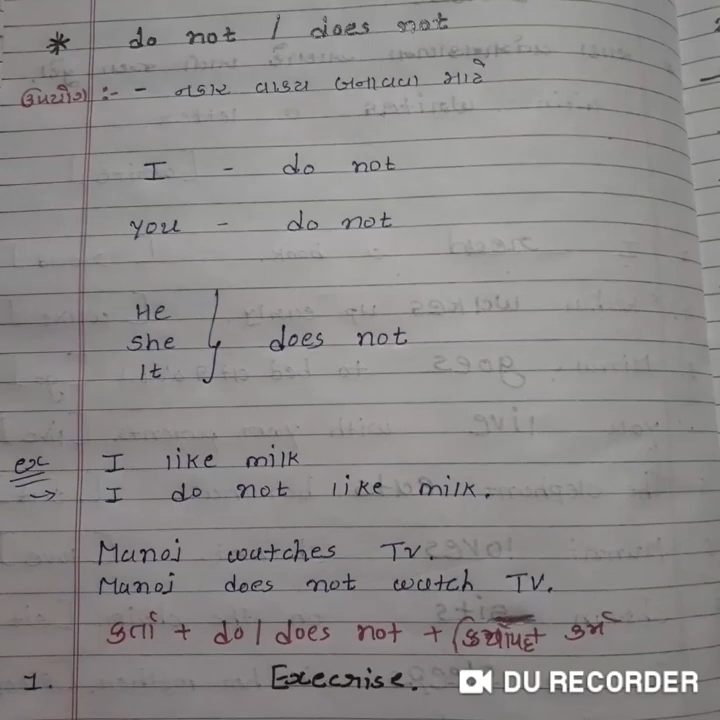 * do not / does not
ઉપયોગ :- - નકાર વાક્ય બનાવવા માટે
I - do not
you - do not
He
She
It
does not
ex I like milk
→ I do not like milk.
Manoj watches TV.
Manoj does not watch TV.
કર્તા + do / does not + ક્રિયાપદ કર્મ
1. Execrise.
DU RECORDER